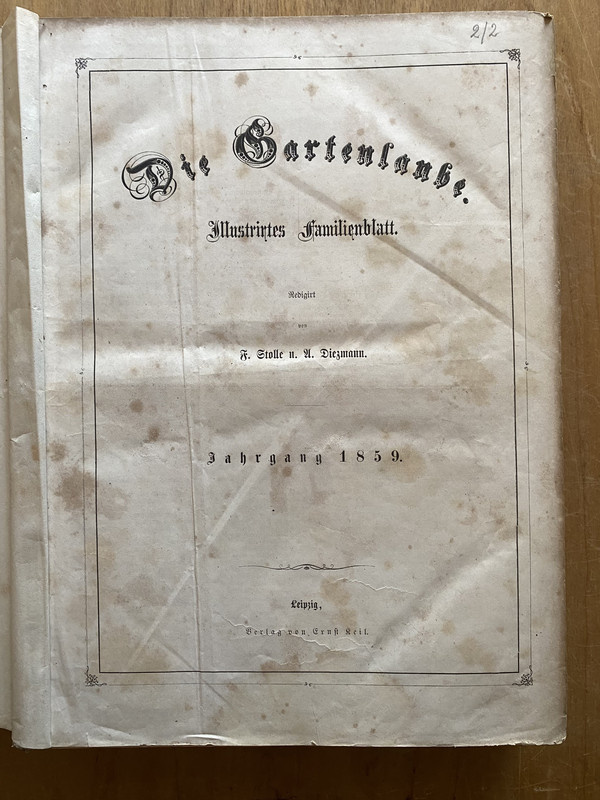 2/2
Die Gartenlaube.
Illustrirtes Familienblatt.
Redigirt
von
F. Stolle u. A. Diezmann.
Jahrgang 1859.
Leipzig,
Verlag von Ernst Keil.